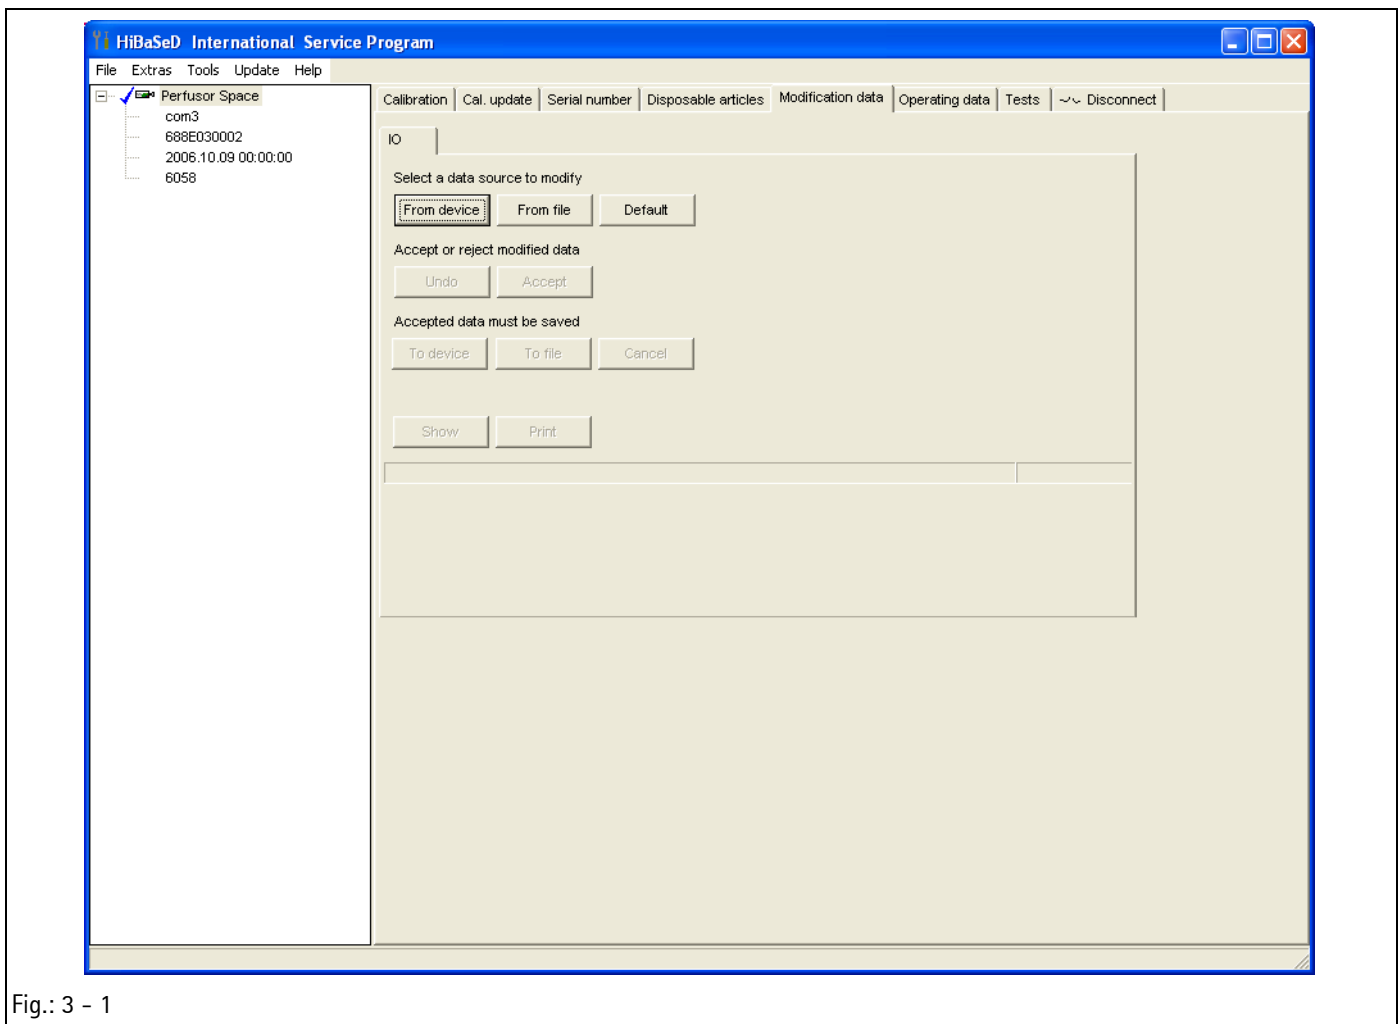 HiBaSeD International Service Program
File Extras Tools Update Help
Perfusor Space
com3
688E030002
2006.10.09 00:00:00
6058
Calibration Cal. update Serial number Disposable articles Modification data Operating data Tests Disconnect
IO
Select a data source to modify
From device From file Default
Accept or reject modified data
Undo Accept
Accepted data must be saved
To device To file Cancel
Show Print
Fig.: 3 - 1